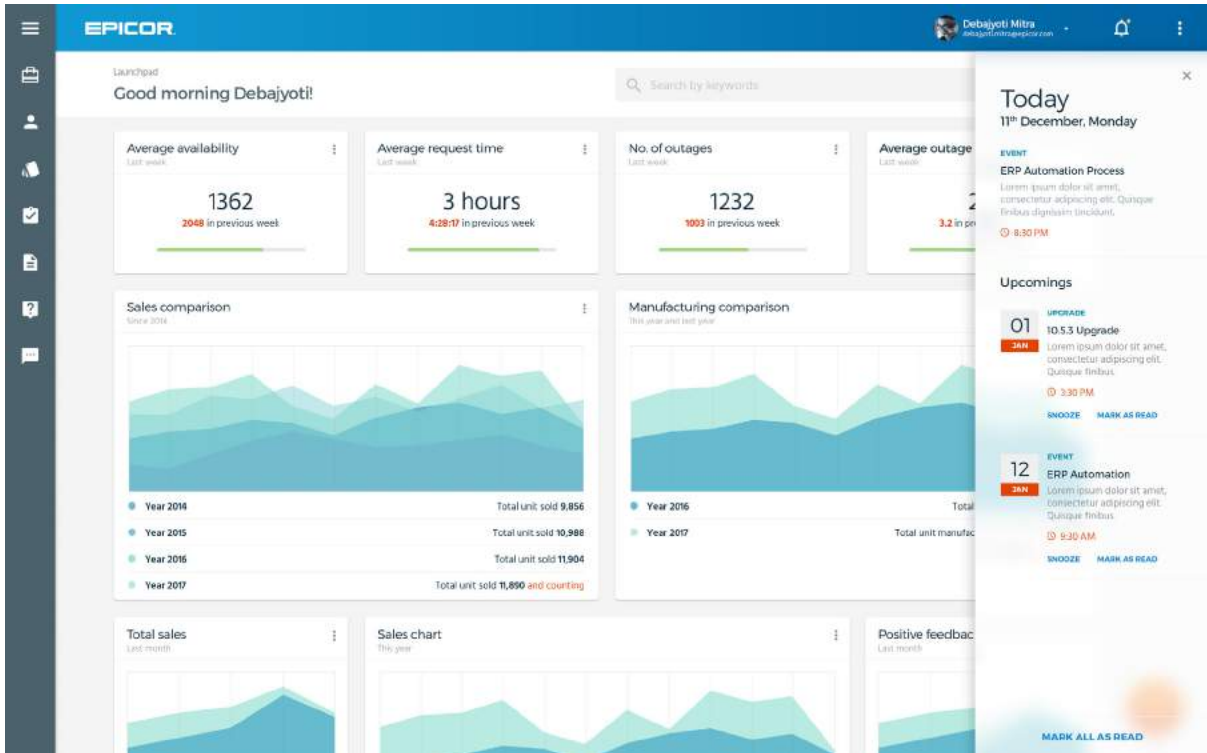 EPICOR
Debajyoti Mitra
debajyoti.mitra@epicor.com
Launchpad
Good morning Debajyoti!
Search by keywords
Average availability
Last week
1362
2048 in previous week
Average request time
Last week
3 hours
4:28:17 in previous week
No. of outages
Last week
1232
1003 in previous week
Average outage
Last week
2
3.2 in pre
Sales comparison
Since 2014
Year 2014 Total unit sold 9,856
Year 2015 Total unit sold 10,988
Year 2016 Total unit sold 11,904
Year 2017 Total unit sold 11,890 and counting
Manufacturing comparison
This year and last year
Year 2016 Total
Year 2017 Total unit manufac
Total sales
Last month
Sales chart
This year
Positive feedbac
Last month
Today
11th December, Monday
EVENT
ERP Automation Process
Lorem ipsum dolor sit amet,
consectetur adipiscing elit. Quisque
finibus dignissim tincidunt.
8:30 PM
Upcomings
01
JAN
UPGRADE
10.5.3 Upgrade
Lorem ipsum dolor sit amet,
consectetur adipiscing elit.
Quisque finibus.
3:30 PM
SNOOZE MARK AS READ
12
JAN
EVENT
ERP Automation
Lorem ipsum dolor sit amet,
consectetur adipiscing elit.
Quisque finibus.
9:30 AM
SNOOZE MARK AS READ
MARK ALL AS READ